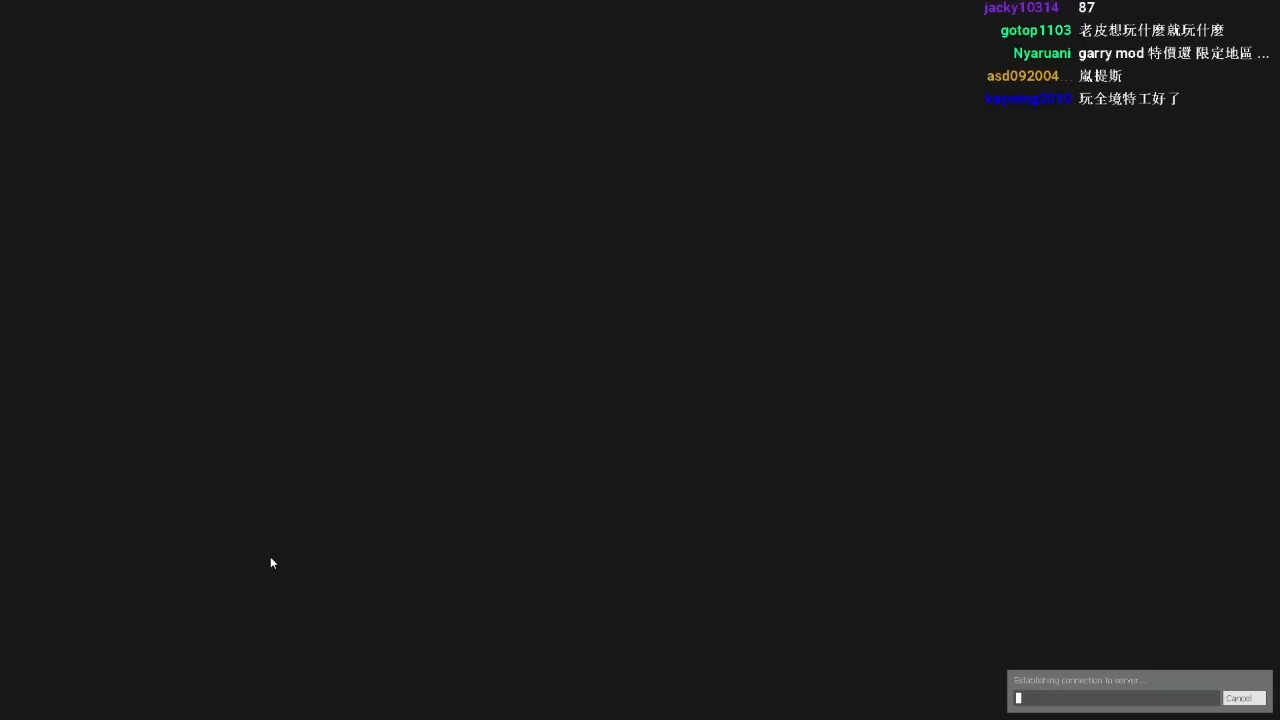 jacky10314 87
gotop1103 老皮想玩什麼就玩什麼
Nyaruani garry mod 特價還 限定地區 ...
asd092004... 嵐提斯
kaywing2010 玩全境特工好了
Establishing connection to server...
Cancel